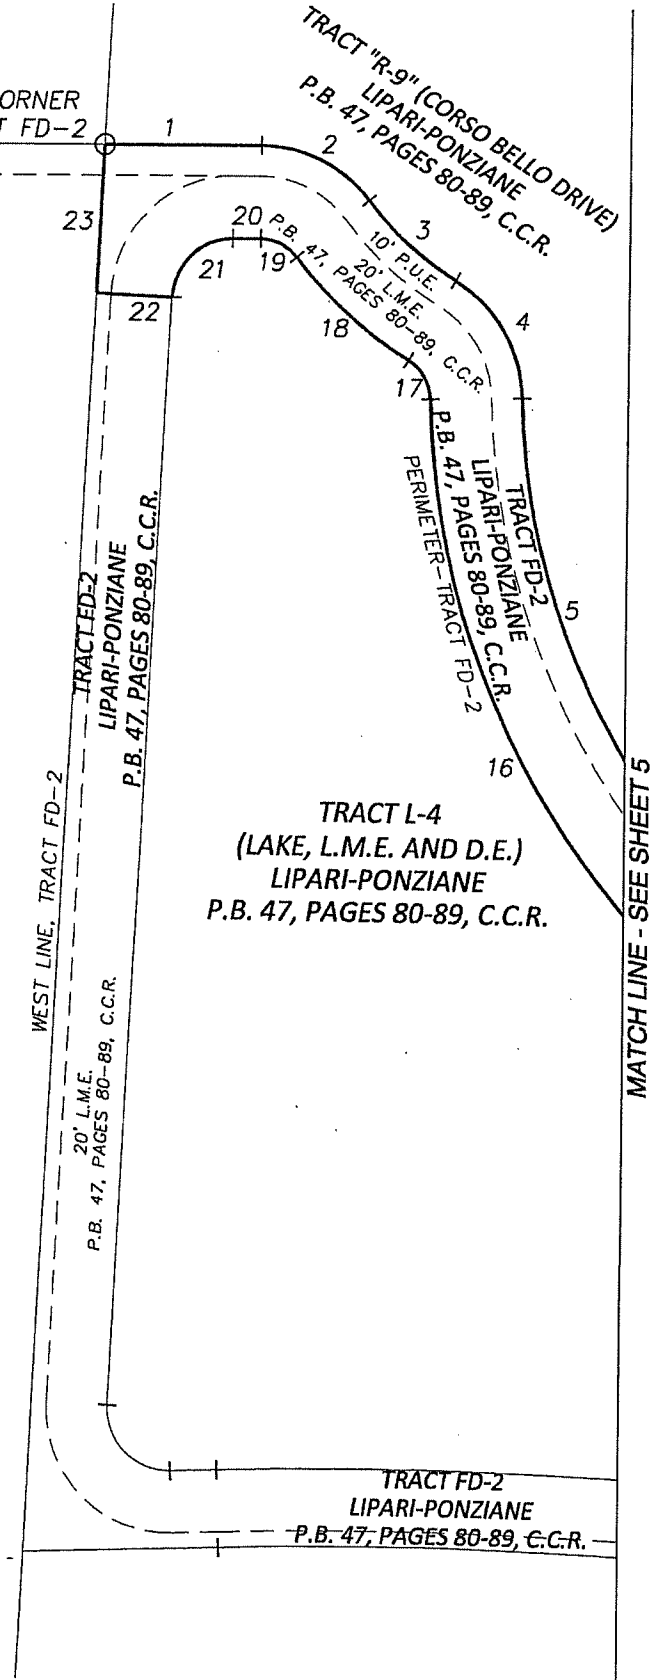 TRACT "R-9" (CORSO BELLO DRIVE)
LIPARI-PONZIANE
P.B. 47, PAGES 80-89, C.C.R.
ORNER
T FD-2
1
2
3
4
5
23
22
21
20
19
18
17
16
P.B. 47, PAGES 80-89, C.C.R.
10' P.U.E.
20' L.M.E.
TRACT FD-2
LIPARI-PONZIANE
P.B. 47, PAGES 80-89, C.C.R.
PERIMETER-TRACT FD-2
TRACT FD-2
LIPARI-PONZIANE
P.B. 47, PAGES 80-89, C.C.R.
WEST LINE, TRACT FD-2
TRACT L-4
(LAKE, L.M.E. AND D.E.)
LIPARI-PONZIANE
P.B. 47, PAGES 80-89, C.C.R.
MATCH LINE - SEE SHEET 5
20' L.M.E.
P.B. 47, PAGES 80-89, C.C.R.
TRACT FD-2
LIPARI-PONZIANE
P.B. 47, PAGES 80-89, C.C.R.